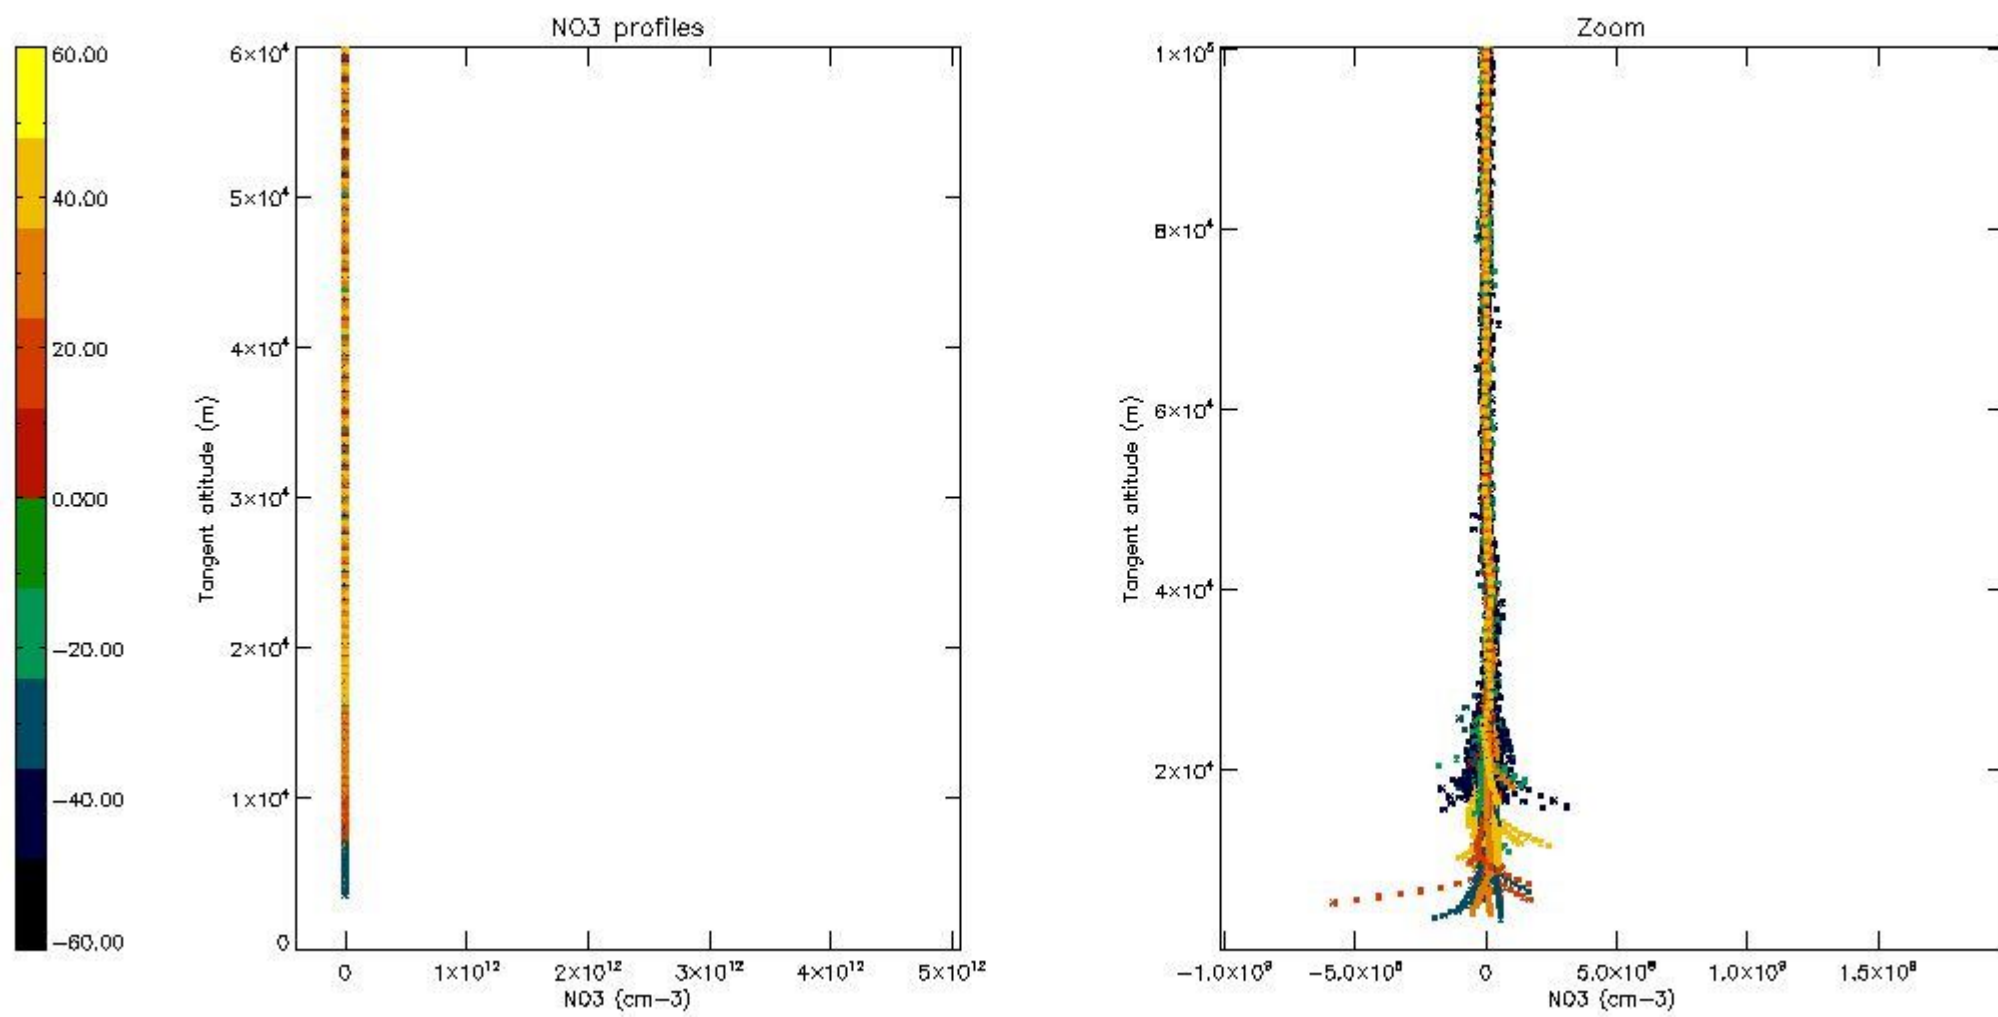 NO3 profiles
60.00
40.00
20.00
0.000
−20.00
−40.00
−60.00
Tangent altitude (m)
6×10⁴
5×10⁴
4×10⁴
3×10⁴
2×10⁴
1×10⁴
0
0 1×10¹² 2×10¹² 3×10¹² 4×10¹² 5×10¹²
NO3 (cm−3)
Zoom
Tangent altitude (m)
1×10⁵
8×10⁴
6×10⁴
4×10⁴
2×10⁴
−1.0×10⁹ −5.0×10⁸ 0 5.0×10⁸ 1.0×10⁹ 1.5×10⁹
NO3 (cm−3)